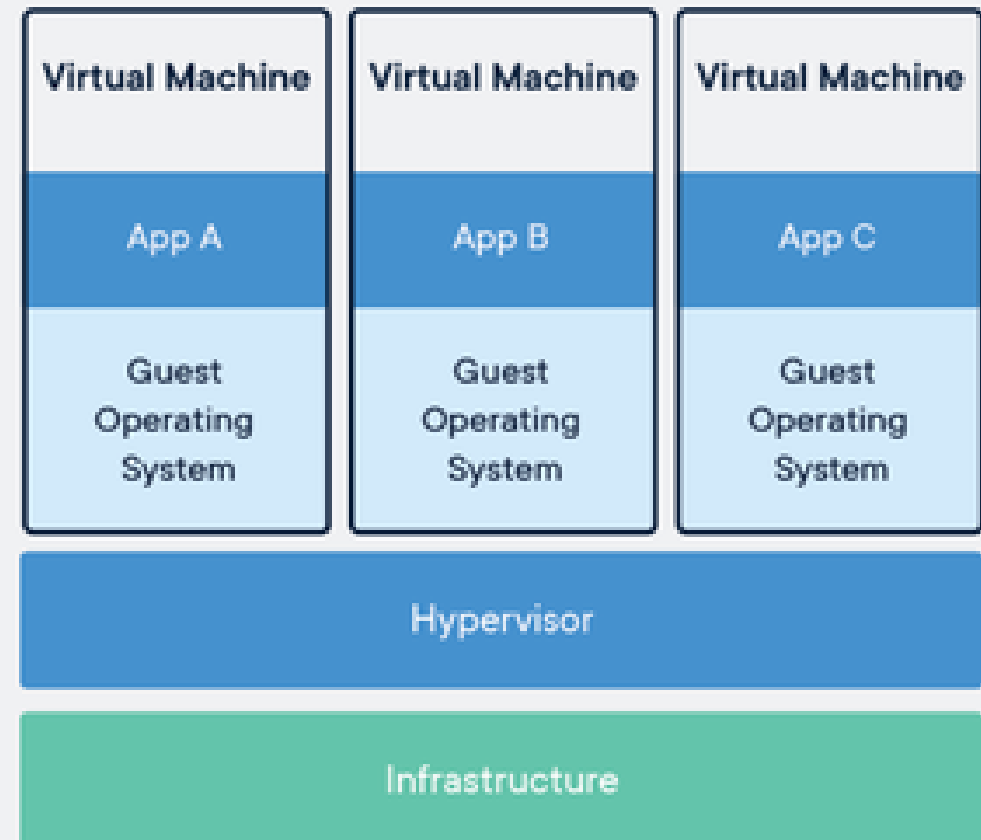 Virtual Machine
Virtual Machine
Virtual Machine
App A
App B
App C
Guest
Operating
System
Guest
Operating
System
Guest
Operating
System
Hypervisor
Infrastructure